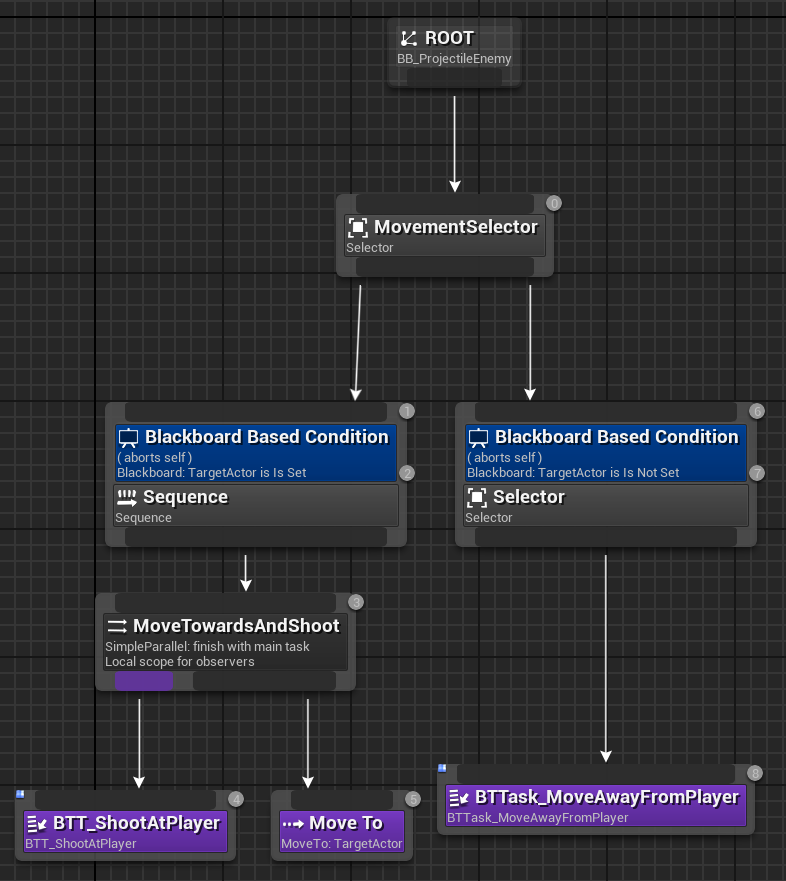 ROOT
BB_ProjectileEnemy
0
MovementSelector
Selector
1
Blackboard Based Condition
( aborts self )
Blackboard: TargetActor is Is Set
2
Sequence
Sequence
6
Blackboard Based Condition
( aborts self )
Blackboard: TargetActor is Is Not Set
7
Selector
Selector
3
MoveTowardsAndShoot
SimpleParallel: finish with main task
Local scope for observers
4
BTT_ShootAtPlayer
BTT_ShootAtPlayer
5
Move To
MoveTo: TargetActor
8
BTTask_MoveAwayFromPlayer
BTTask_MoveAwayFromPlayer